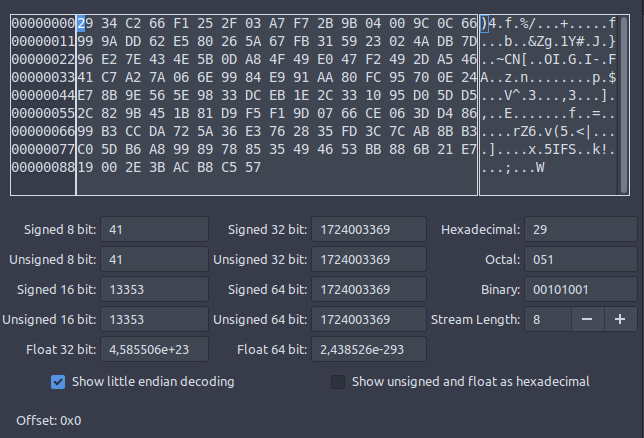 00000000 29 34 C2 66 F1 25 2F 03 A7 F7 2B 9B 04 00 9C 0C 66 )4.f.%/...+.....f
00000011 99 9A DD 62 E5 80 26 5A 67 FB 31 59 23 02 4A DB 7D ...b..&Zg.1Y#.J.}
00000022 96 E2 7E 43 4E 5B 0D A8 4F 49 E0 47 F2 49 2D A5 46 ..~CN[..OI.G.I-.F
00000033 41 C7 A2 7A 06 6E 99 84 E9 91 AA 80 FC 95 70 0E 24 A..z.n........p.$
00000044 E7 8B 9E 56 5E 98 33 DC EB 1E 2C 33 10 95 D0 5D D5 ...V^.3...,3...].
00000055 2C 82 9B 45 1B 81 D9 F5 F1 9D 07 66 CE 06 3D D4 86 ,..E.......f..=..
00000066 99 B3 CC DA 72 5A 36 E3 76 28 35 FD 3C 7C AB 8B B3 ....rZ6.v(5.<|...
00000077 C0 5D B6 A8 99 89 78 85 35 49 46 53 BB 88 6B 21 E7 .]....x.5IFS..k!.
00000088 19 00 2E 3B AC B8 C5 57 ...;...W
Signed 8 bit: 41 Signed 32 bit: 1724003369 Hexadecimal: 29
Unsigned 8 bit: 41 Unsigned 32 bit: 1724003369 Octal: 051
Signed 16 bit: 13353 Signed 64 bit: 1724003369 Binary: 00101001
Unsigned 16 bit: 13353 Unsigned 64 bit: 1724003369 Stream Length: 8 − +
Float 32 bit: 4,585506e+23 Float 64 bit: 2,438526e-293
Show little endian decoding Show unsigned and float as hexadecimal
Offset: 0x0